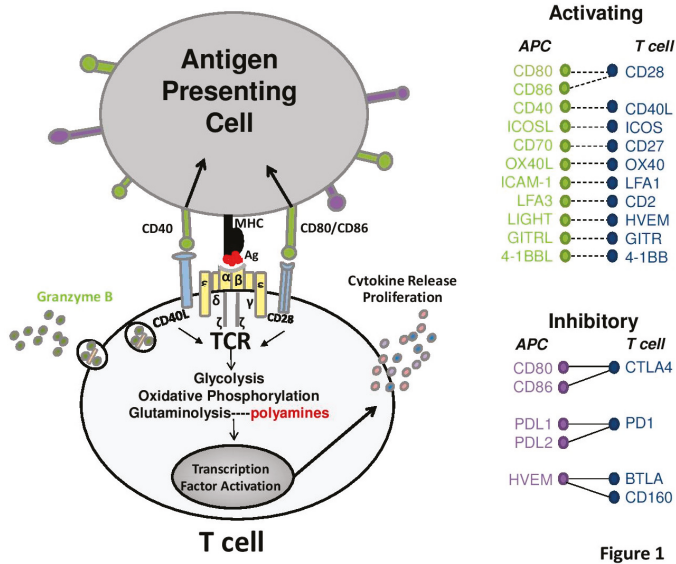 Antigen
Presenting
Cell
CD40
MHC
CD80/CD86
Ag
ε α β ε
δ γ
ζ ζ
CD40L
CD28
TCR
Granzyme B
Cytokine Release
Proliferation
Glycolysis
Oxidative Phosphorylation
Glutaminolysis----polyamines
Transcription
Factor Activation
T cell
Activating
APC T cell
CD80 CD28
CD86
CD40 CD40L
ICOSL ICOS
CD70 CD27
OX40L OX40
ICAM-1 LFA1
LFA3 CD2
LIGHT HVEM
GITRL GITR
4-1BBL 4-1BB
Inhibitory
APC T cell
CD80 CTLA4
CD86
PDL1 PD1
PDL2
HVEM BTLA
CD160
Figure 1